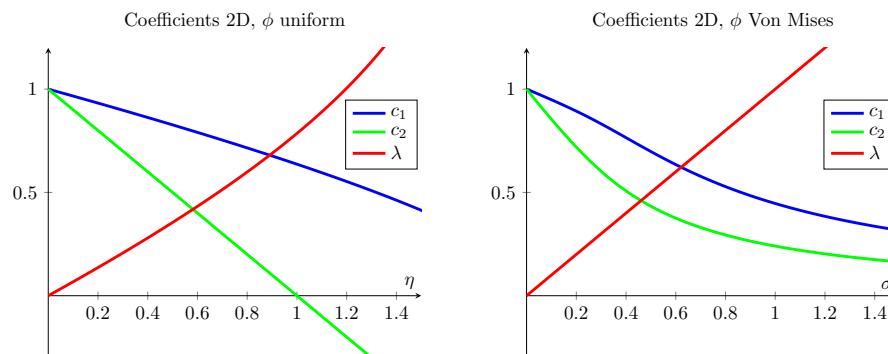 Coefficients 2D, ϕ uniform
1
0.5
0.2 0.4 0.6 0.8 1 1.2 1.4
η
c₁
c₂
λ
Coefficients 2D, ϕ Von Mises
1
0.5
0.2 0.4 0.6 0.8 1 1.2 1.4
c₁
c₂
λ